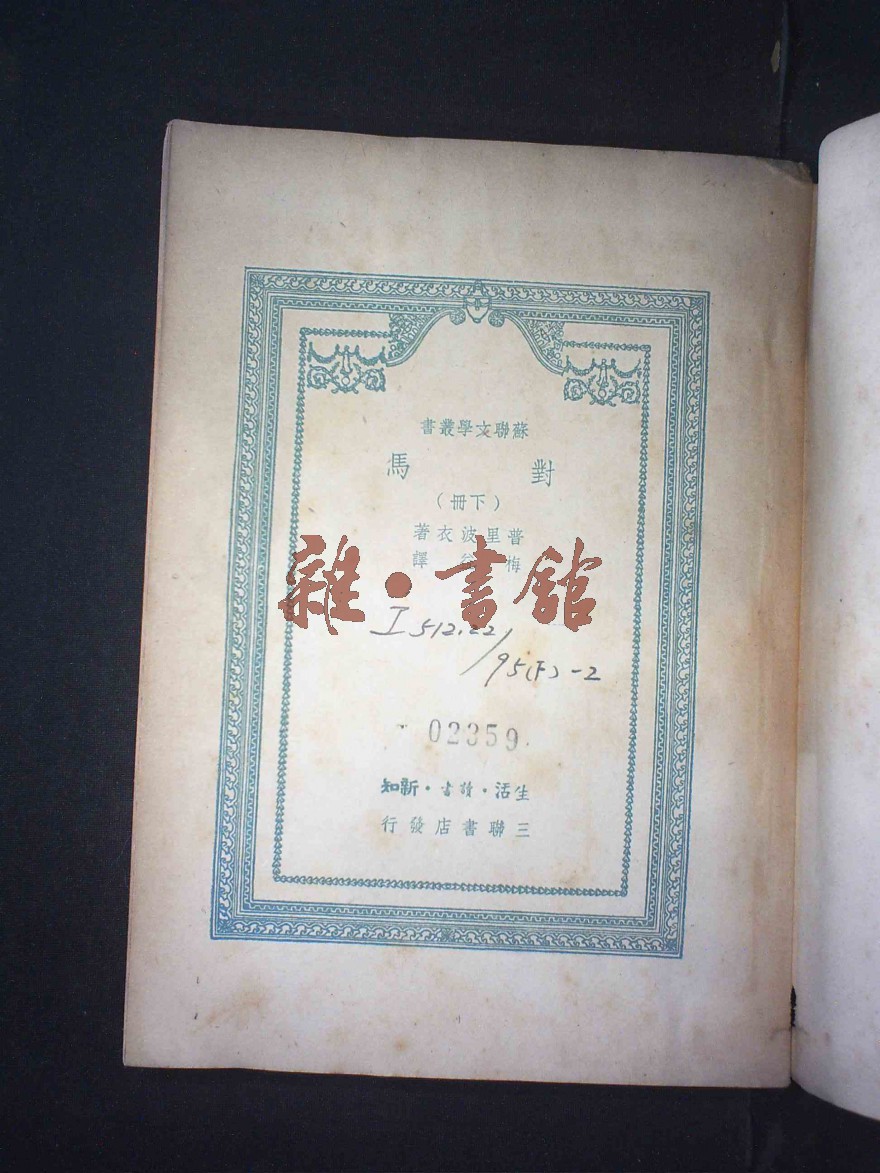 蘇聯文學叢書
對馬
（下冊）
普里波衣著
梅 譯
雜·書館
I 512.22
/95(下)-2
02359
生活·讀書·新知
三聯書店發行